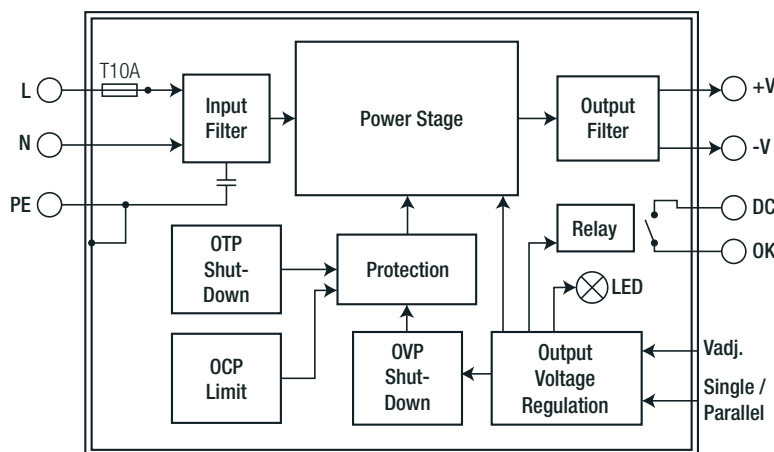 T10A
L
Input
Filter
Power Stage
Output
Filter
+V
N
-V
PE
DC
Relay
OK
OTP
Shut-
Down
Protection
LED
OCP
Limit
OVP
Shut-
Down
Output
Voltage
Regulation
Vadj.
Single /
Parallel